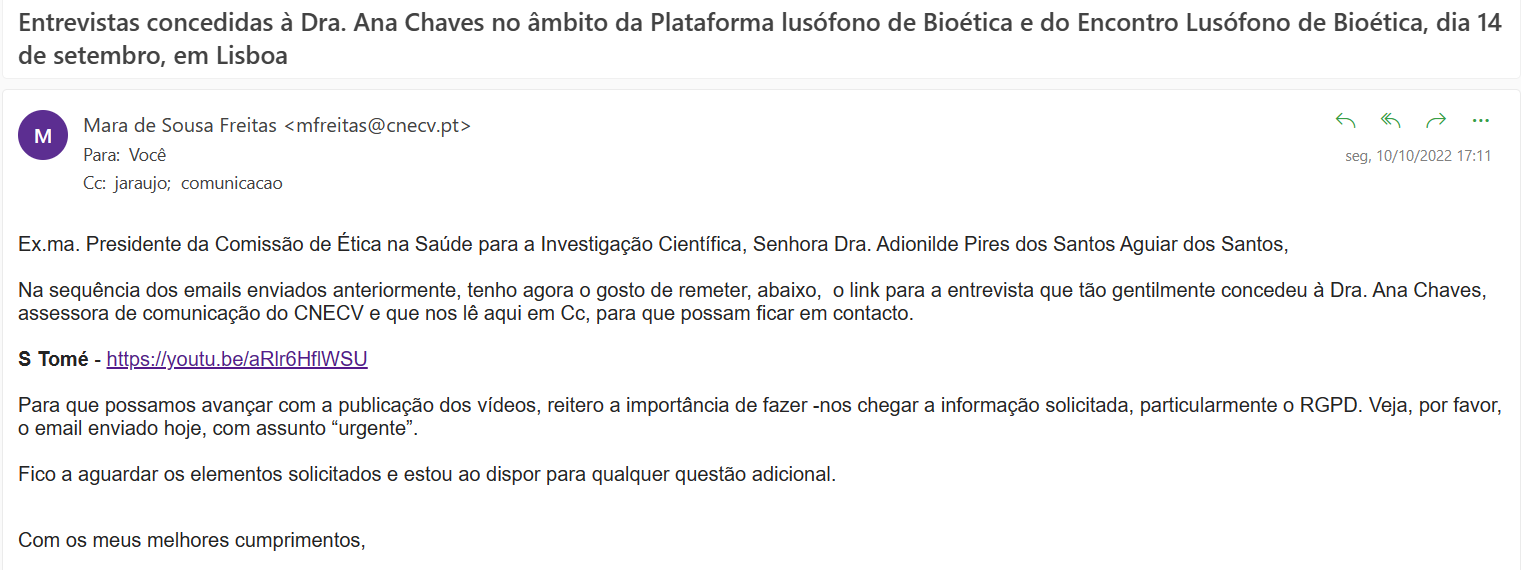 Entrevistas concedidas à Dra. Ana Chaves no âmbito da Plataforma lusófono de Bioética e do Encontro Lusófono de Bioética, dia 14
de setembro, em Lisboa
M
Mara de Sousa Freitas <mfreitas@cnecv.pt>
Para: Você
Cc: jaraujo; comunicacao
seg, 10/10/2022 17:11
Ex.ma. Presidente da Comissão de Ética na Saúde para a Investigação Científica, Senhora Dra. Adionilde Pires dos Santos Aguiar dos Santos,
Na sequência dos emails enviados anteriormente, tenho agora o gosto de remeter, abaixo,  o link para a entrevista que tão gentilmente concedeu à Dra. Ana Chaves,
assessora de comunicação do CNECV e que nos lê aqui em Cc, para que possam ficar em contacto.
S Tomé - https://youtu.be/aRlr6HflWSU
Para que possamos avançar com a publicação dos vídeos, reitero a importância de fazer -nos chegar a informação solicitada, particularmente o RGPD. Veja, por favor,
o email enviado hoje, com assunto “urgente”.
Fico a aguardar os elementos solicitados e estou ao dispor para qualquer questão adicional.
Com os meus melhores cumprimentos,